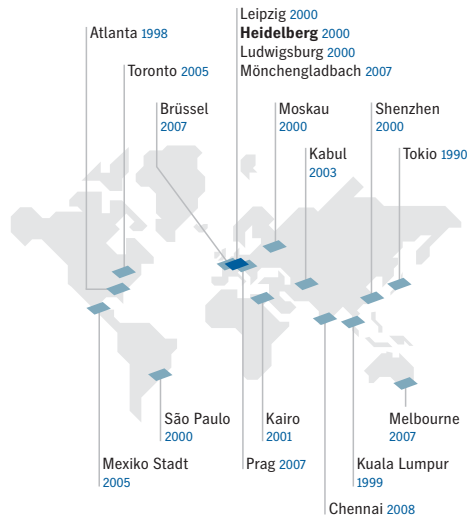 Leipzig 2000
Atlanta 1998
Heidelberg 2000
Ludwigsburg 2000
Toronto 2005
Mönchengladbach 2007
Brüssel
2007
Moskau
2000
Shenzhen
2000
Kabul
2003
Tokio 1990
São Paulo
2000
Kairo
2001
Melbourne
2007
Mexiko Stadt
2005
Prag 2007
Kuala Lumpur
1999
Chennai 2008